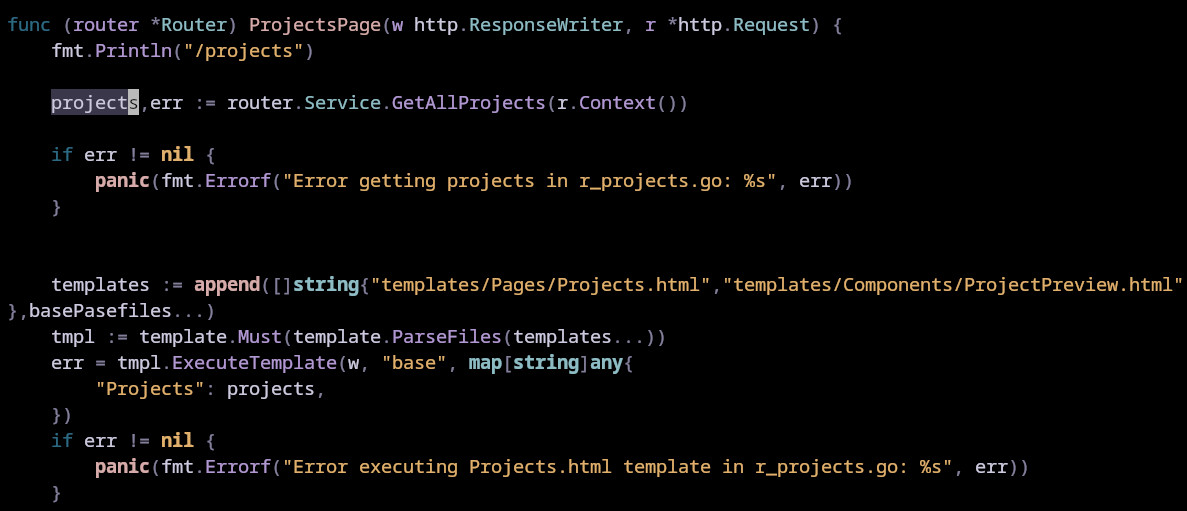 func (router *Router) ProjectsPage(w http.ResponseWriter, r *http.Request) {
    fmt.Println("/projects")
    projects,err := router.Service.GetAllProjects(r.Context())
    if err != nil {
        panic(fmt.Errorf("Error getting projects in r_projects.go: %s", err))
    }
    templates := append([]string{"templates/Pages/Projects.html","templates/Components/ProjectPreview.html"
},basePasefiles...)
    tmpl := template.Must(template.ParseFiles(templates...))
    err = tmpl.ExecuteTemplate(w, "base", map[string]any{
        "Projects": projects,
    })
    if err != nil {
        panic(fmt.Errorf("Error executing Projects.html template in r_projects.go: %s", err))
    }